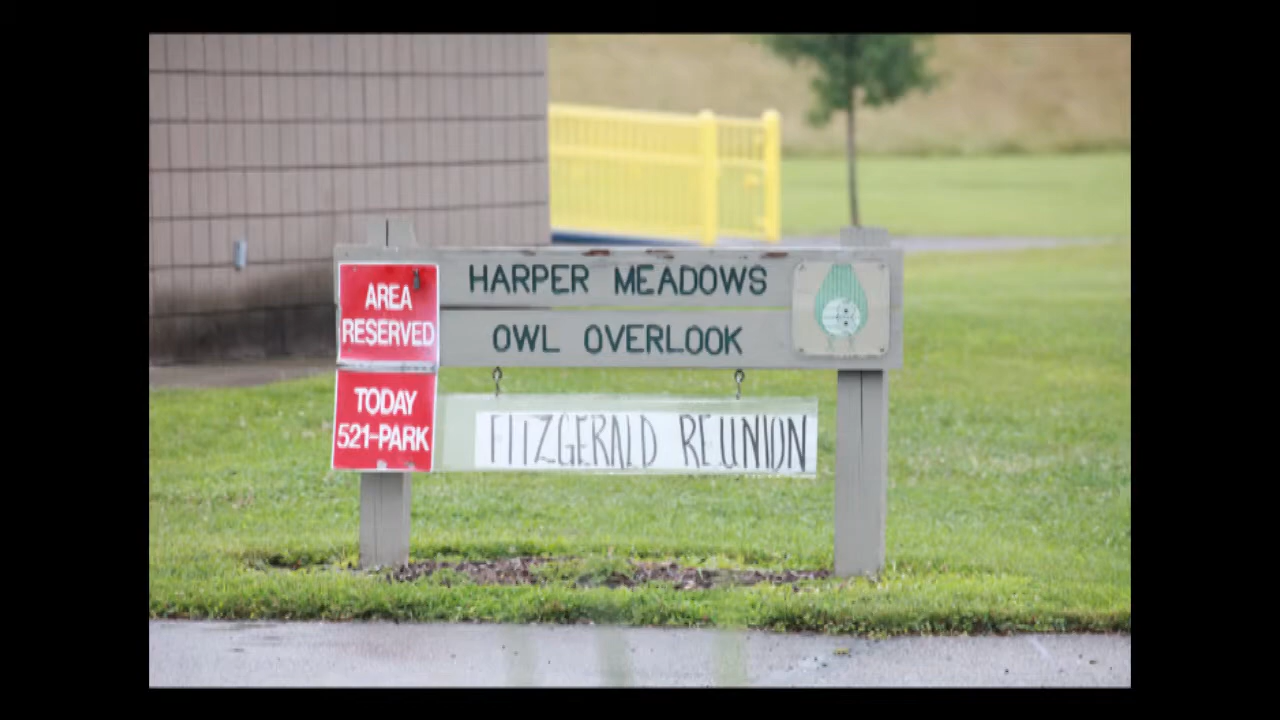 HARPER MEADOWS
OWL OVERLOOK
AREA
RESERVED
TODAY
521-PARK
FITZGERALD REUNION